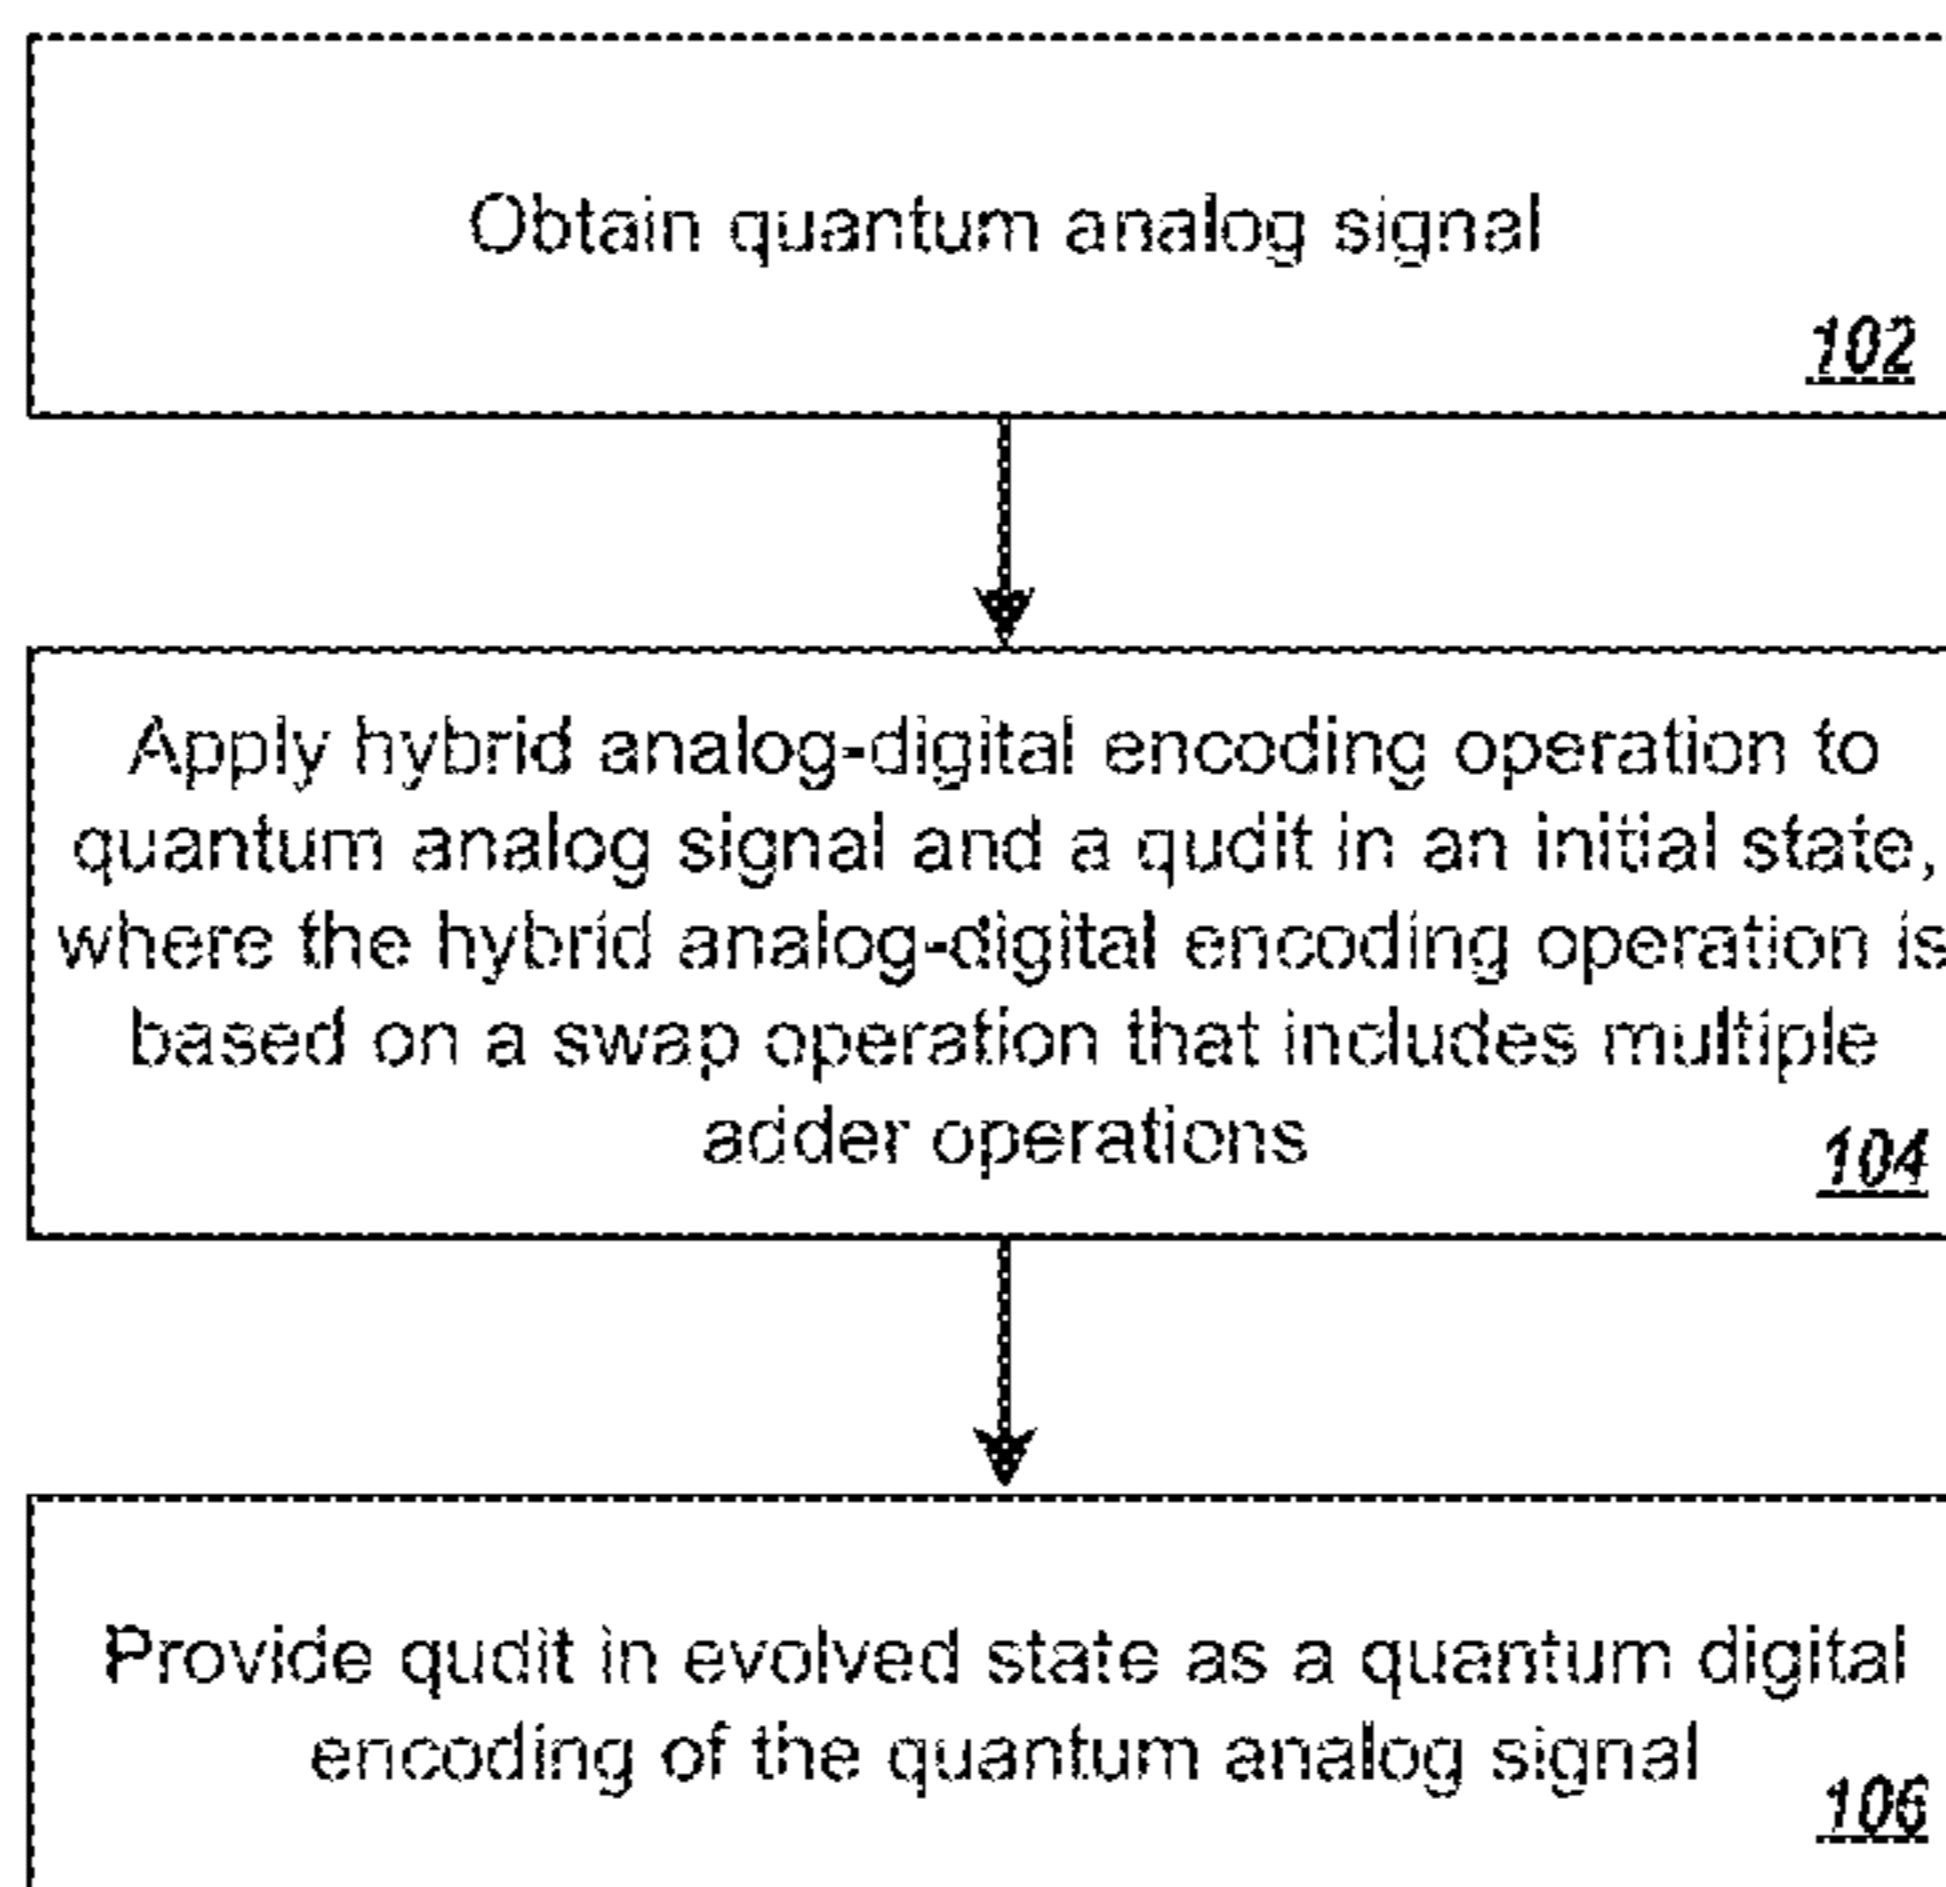 Obtain quantum analog signal
102
Apply hybrid analog-digital encoding operation to
quantum analog signal and a qudit in an initial state,
where the hybrid analog-digital encoding operation is
based on a swap operation that includes multiple
adder operations
104
Provide qudit in evolved state as a quantum digital
encoding of the quantum analog signal
106